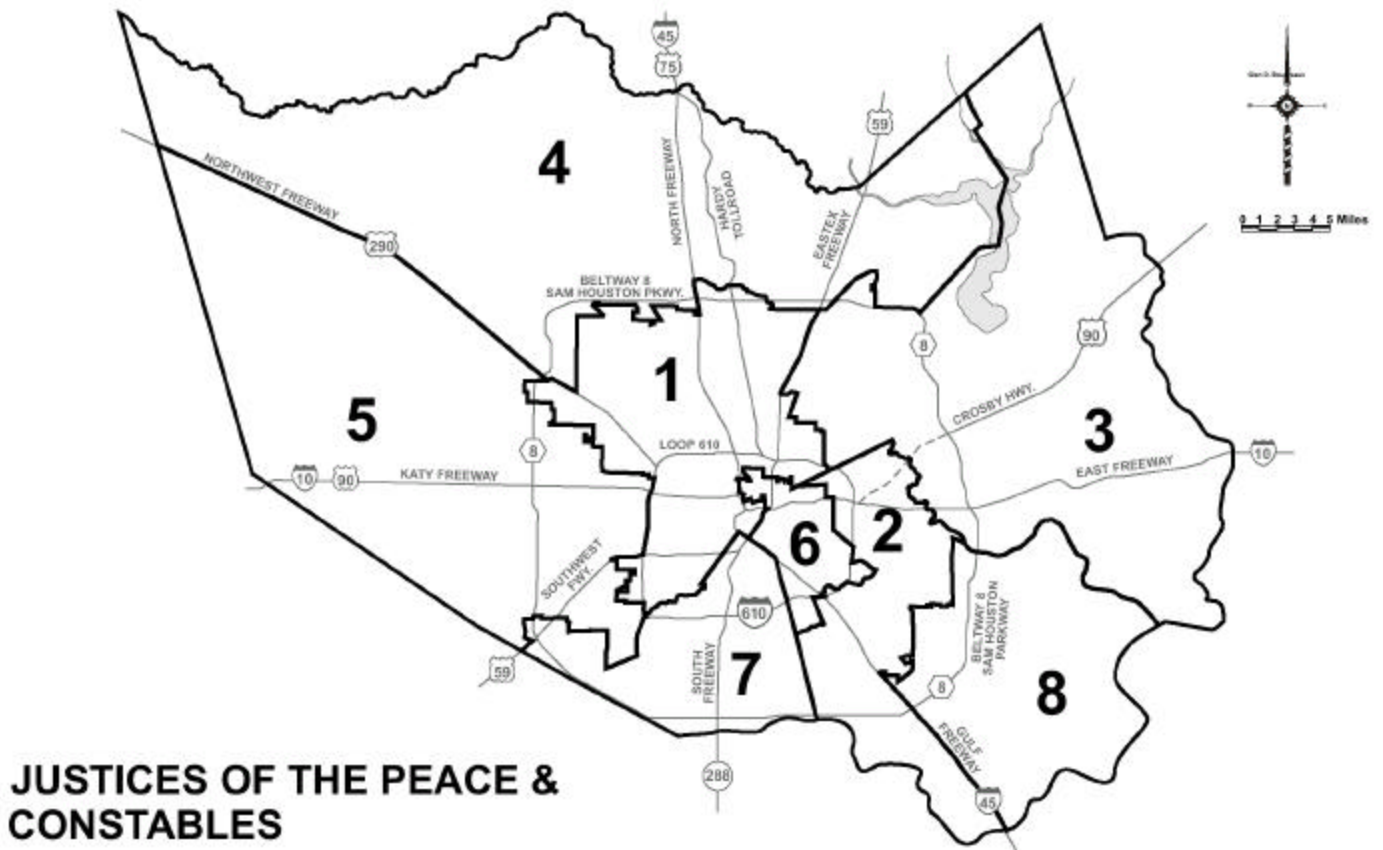 45
75
59
NORTHWEST FREEWAY
4
NORTH FREEWAY
HARDY
TOLLROAD
EASTEX
FREEWAY
0 1 2 3 4 5 Miles
290
BELTWAY 8
SAM HOUSTON PKWY.
8
90
1
5
CROSBY HWY.
3
8
LOOP 610
10
90
KATY FREEWAY
EAST FREEWAY
10
6
2
SOUTHWEST
FWY.
610
BELTWAY 8
SAM HOUSTON
PARKWAY
59
7
SOUTH
FREEWAY
8
8
GULF
FREEWAY
288
45
JUSTICES OF THE PEACE &
CONSTABLES